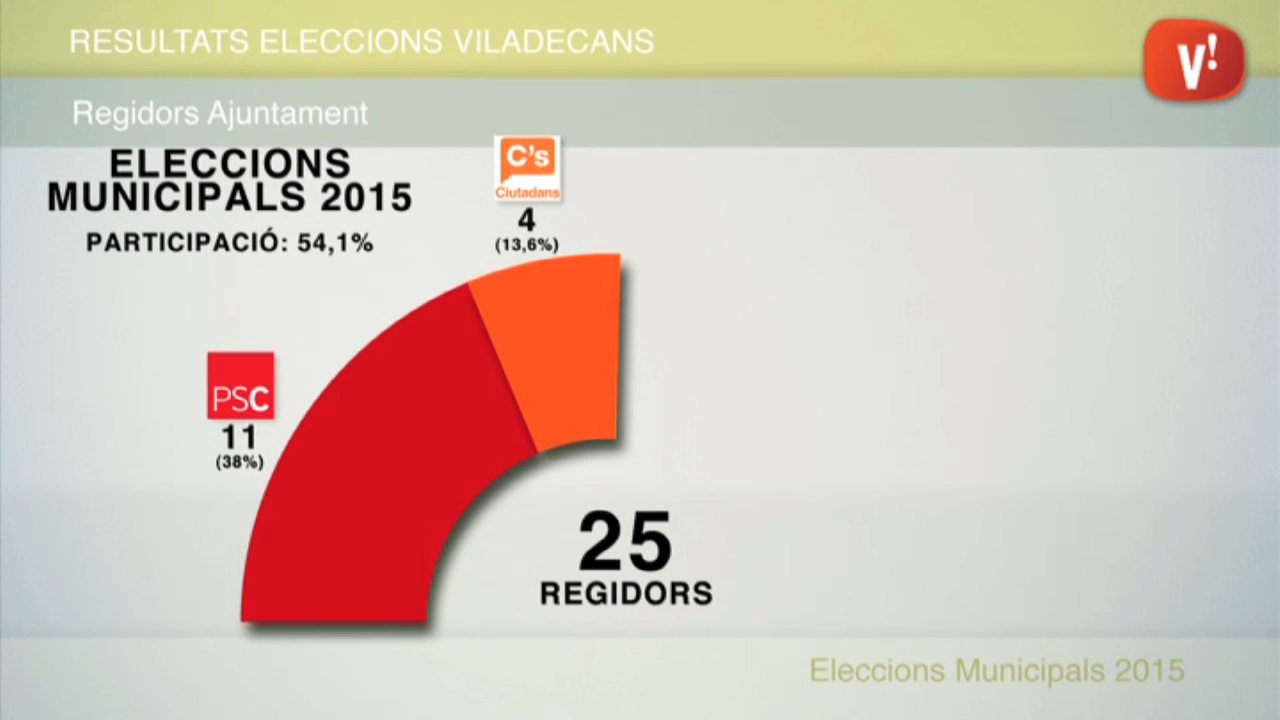 RESULTATS ELECCIONS VILADECANS
V!
Regidors Ajuntament
ELECCIONS
MUNICIPALS 2015
PARTICIPACIÓ: 54,1%
C's
Ciutadans
4
(13,6%)
PSC
11
(38%)
25
REGIDORS
Eleccions Municipals 2015